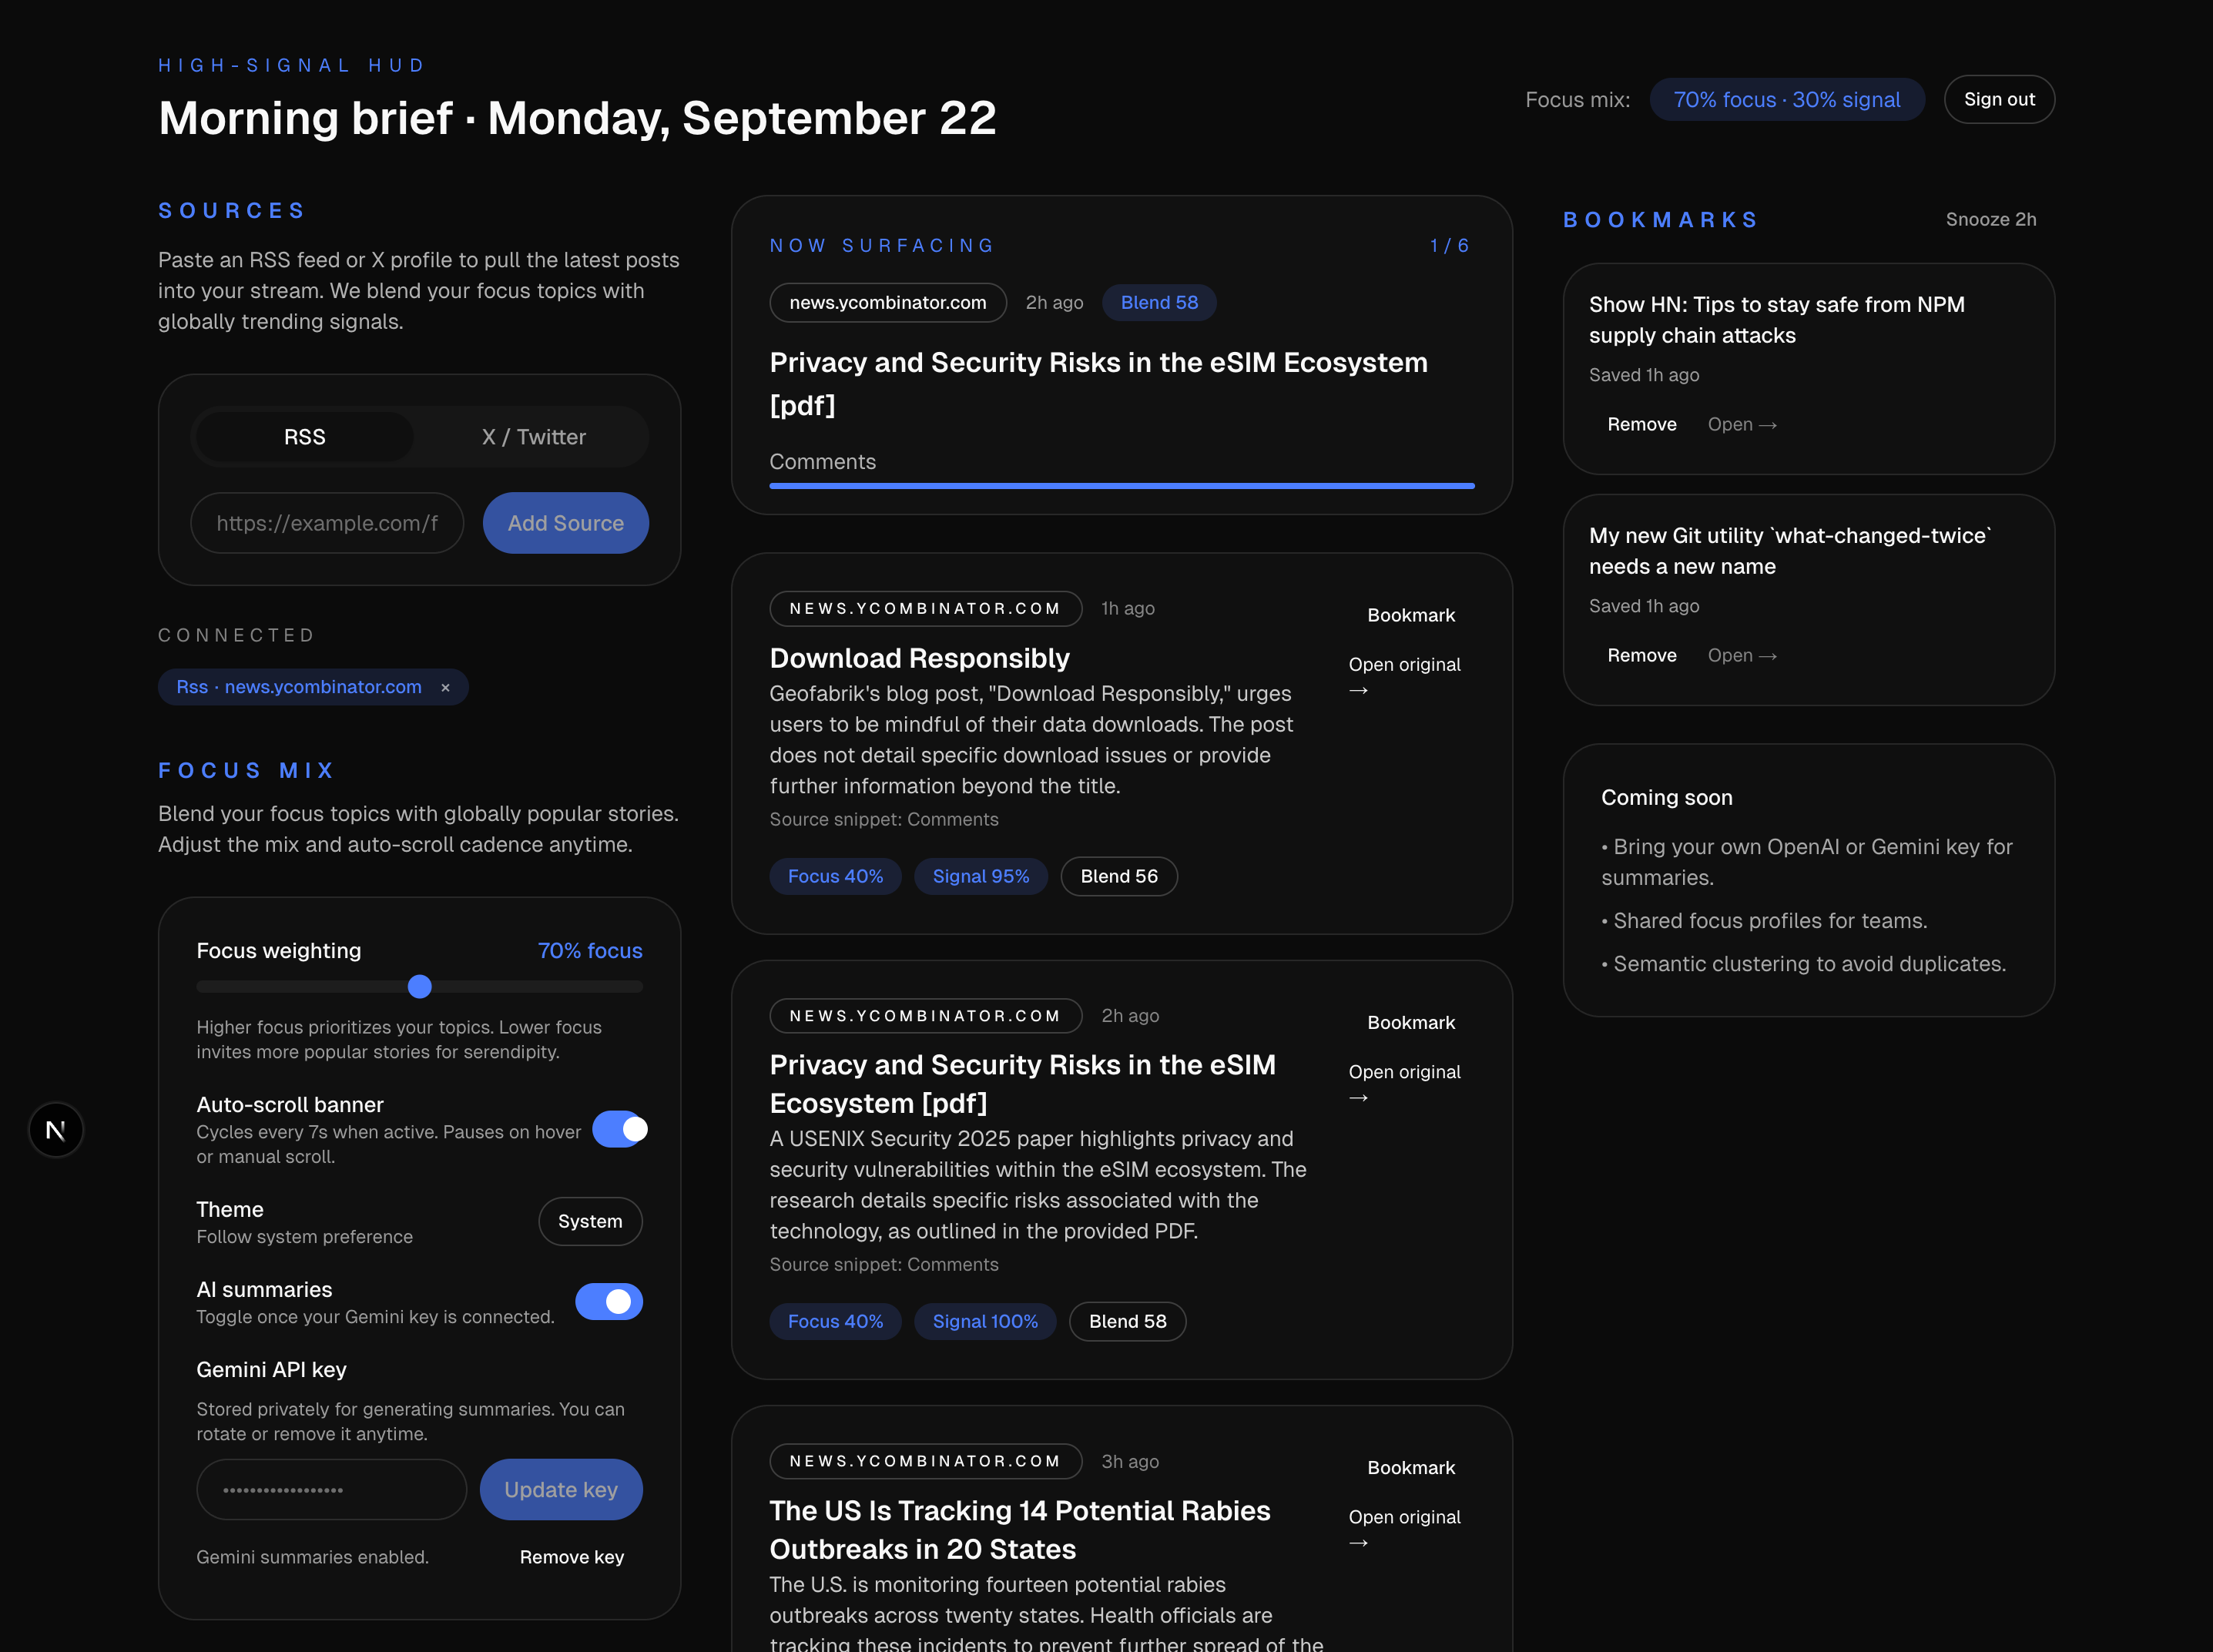 HIGH-SIGNAL HUD
Morning brief · Monday, September 22
Focus mix:
70% focus · 30% signal
Sign out
SOURCES
Paste an RSS feed or X profile to pull the latest posts
into your stream. We blend your focus topics with
globally trending signals.
RSS
X / Twitter
https://example.com/f
Add Source
CONNECTED
Rss · news.ycombinator.com ×
FOCUS MIX
Blend your focus topics with globally popular stories.
Adjust the mix and auto-scroll cadence anytime.
Focus weighting
70% focus
Higher focus prioritizes your topics. Lower focus
invites more popular stories for serendipity.
Auto-scroll banner
Cycles every 7s when active. Pauses on hover
or manual scroll.
Theme
Follow system preference
System
AI summaries
Toggle once your Gemini key is connected.
Gemini API key
Stored privately for generating summaries. You can
rotate or remove it anytime.
••••••••••••••••••
Update key
Gemini summaries enabled.
Remove key
N
NOW SURFACING
1 / 6
news.ycombinator.com
2h ago
Blend 58
Privacy and Security Risks in the eSIM Ecosystem
[pdf]
Comments
NEWS.YCOMBINATOR.COM
1h ago
Bookmark
Open original
→
Download Responsibly
Geofabrik's blog post, "Download Responsibly," urges
users to be mindful of their data downloads. The post
does not detail specific download issues or provide
further information beyond the title.
Source snippet: Comments
Focus 40%
Signal 95%
Blend 56
NEWS.YCOMBINATOR.COM
2h ago
Bookmark
Open original
→
Privacy and Security Risks in the eSIM
Ecosystem [pdf]
A USENIX Security 2025 paper highlights privacy and
security vulnerabilities within the eSIM ecosystem. The
research details specific risks associated with the
technology, as outlined in the provided PDF.
Source snippet: Comments
Focus 40%
Signal 100%
Blend 58
NEWS.YCOMBINATOR.COM
3h ago
Bookmark
Open original
→
The US Is Tracking 14 Potential Rabies
Outbreaks in 20 States
The U.S. is monitoring fourteen potential rabies
outbreaks across twenty states. Health officials are
tracking these incidents to prevent further spread of the
BOOKMARKS
Snooze 2h
Show HN: Tips to stay safe from NPM
supply chain attacks
Saved 1h ago
Remove
Open →
My new Git utility `what-changed-twice`
needs a new name
Saved 1h ago
Remove
Open →
Coming soon
• Bring your own OpenAI or Gemini key for
summaries.
• Shared focus profiles for teams.
• Semantic clustering to avoid duplicates.